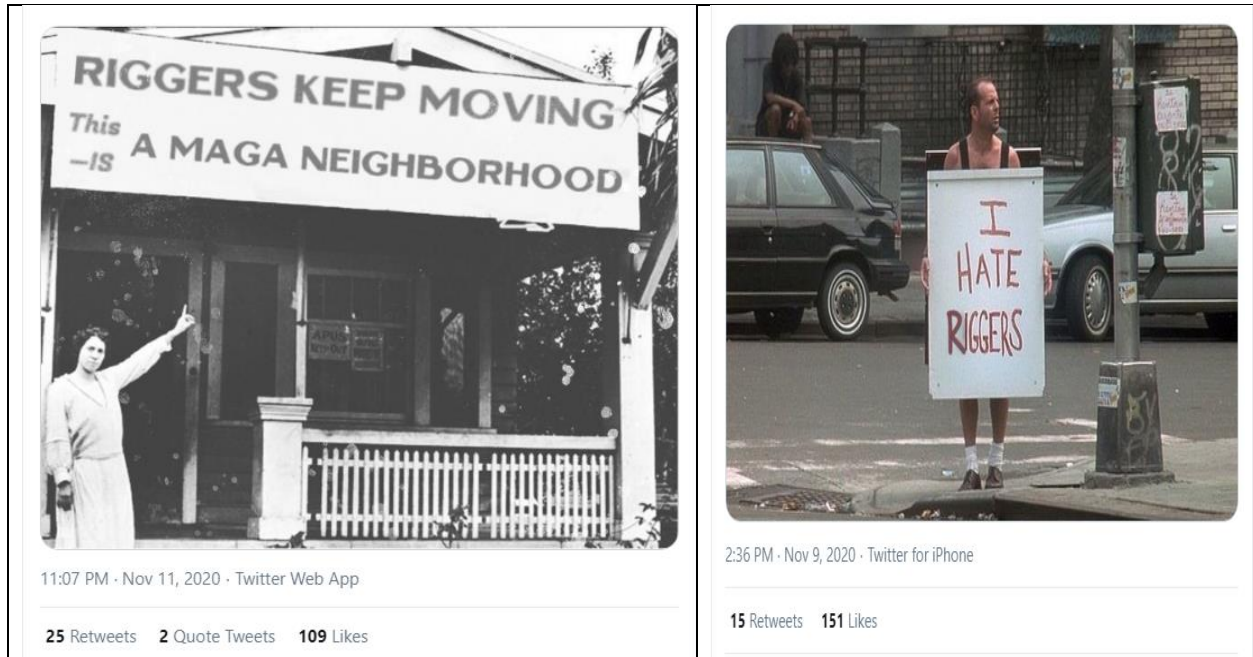 RIGGERS KEEP MOVING
This
—IS
A MAGA NEIGHBORHOOD
11:07 PM · Nov 11, 2020 · Twitter Web App
25 Retweets 2 Quote Tweets 109 Likes
I
HATE
RIGGERS
2:36 PM · Nov 9, 2020 · Twitter for iPhone
15 Retweets 151 Likes